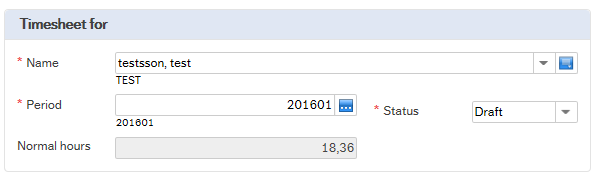 Timesheet for
* Name testsson, test
TEST
* Period 201601
* Status Draft
201601
Normal hours 18,36